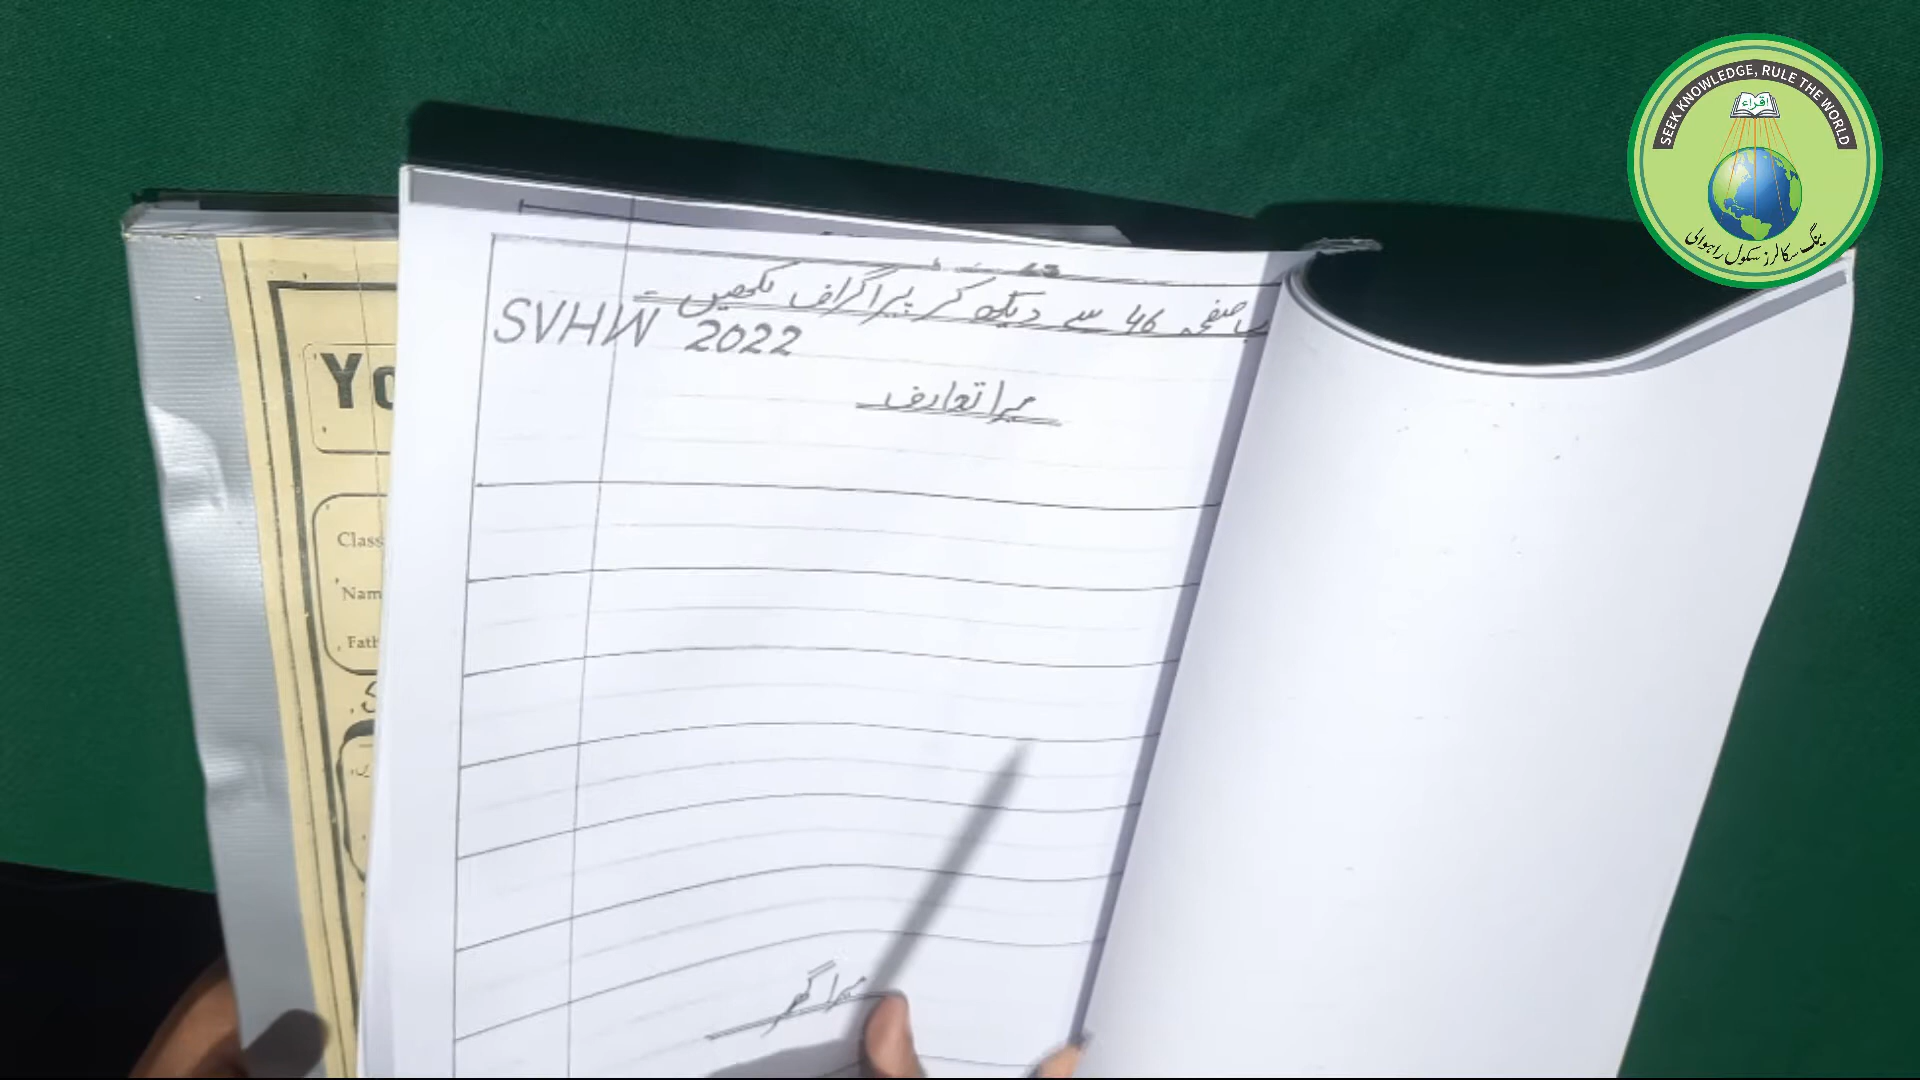 SEEK KNOWLEDGE, RULE THE WORLD
اقراء
ینگ سکالرز سکول راہوالی
صفحہ 46 سے دیکھ کر پیراگراف لکھیں۔
SVHW 2022
میرا تعارف
Yo
Class
Nam
Fath
میرا گھر